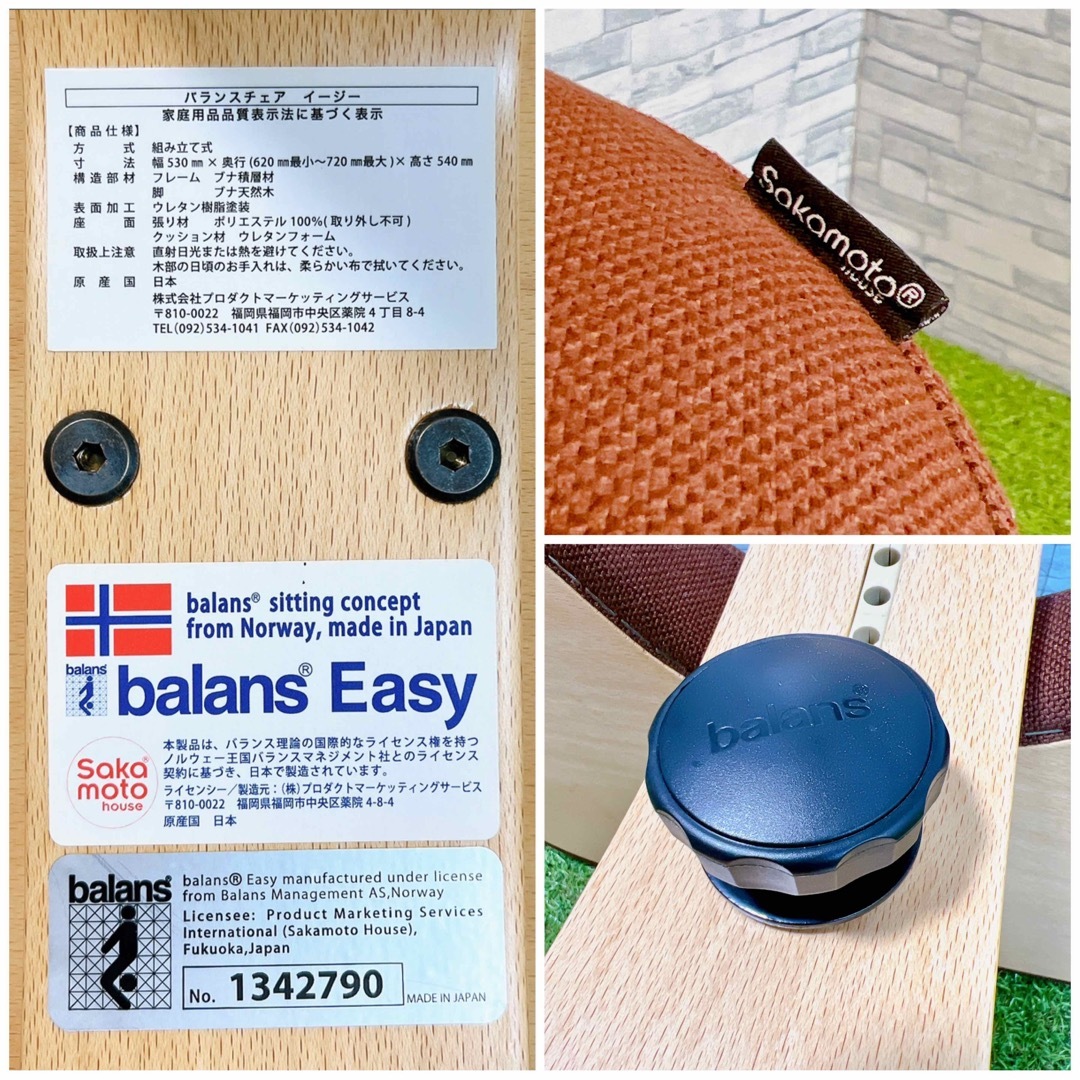 バランスチェア イージー
家庭用品品質表示法に基づく表示
【商品仕様】
方式 組み立て式
寸法 幅 530 ㎜ × 奥行 (620 ㎜最小～720 ㎜最大 )× 高さ 540 ㎜
構造部材 フレーム ブナ積層材
脚 ブナ天然木
表面加工 ウレタン樹脂塗装
座面 張り材 ポリエステル 100%( 取り外し不可 )
クッション材 ウレタンフォーム
取扱上注意 直射日光または熱を避けてください。
木部の日頃のお手入れは、柔らかい布で拭いてください。
原産国 日本
株式会社プロダクトマーケッティングサービス
〒810-0022 福岡県福岡市中央区薬院 4 丁目 8-4
TEL(092)534-1041 FAX(092)534-1042
balans® sitting concept
from Norway, made in Japan
balans
balans® Easy
Saka®
moto
house
本製品は、バランス理論の国際的なライセンス権を持つ
ノルウェー王国バランスマネジメント社とのライセンス
契約に基づき、日本で製造されています。
ライセンシー／製造元：（株）プロダクトマーケッティングサービス
〒810-0022 福岡県福岡市中央区薬院 4-8-4
原産国 日本
balans®
balans® Easy manufactured under license
from Balans Management AS,Norway
Licensee: Product Marketing Services
International (Sakamoto House),
Fukuoka,Japan
No. 1342790
MADE IN JAPAN
Sakamoto®
House
balans®